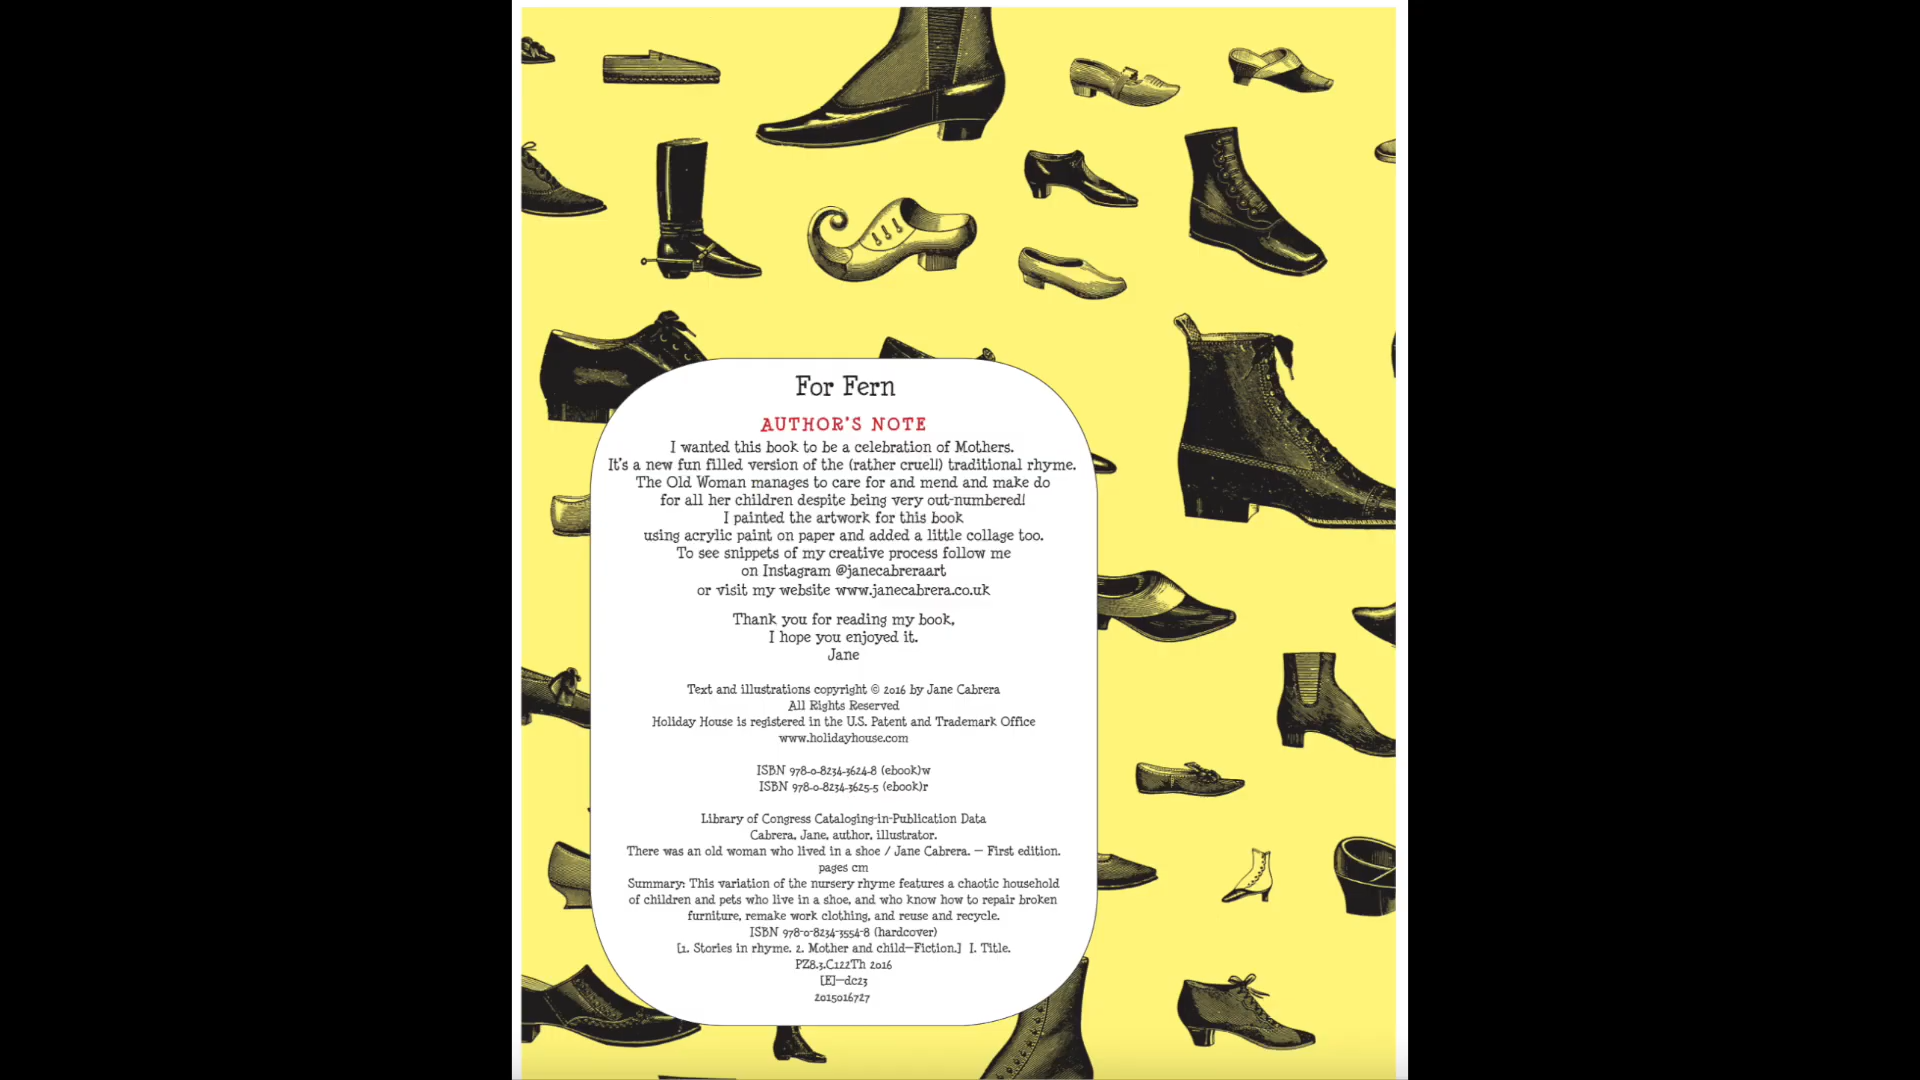 For Fern
AUTHOR'S NOTE
I wanted this book to be a celebration of Mothers.
It's a new fun filled version of the (rather cruel!) traditional rhyme.
The Old Woman manages to care for and mend and make do
for all her children despite being very out-numbered!
I painted the artwork for this book
using acrylic paint on paper and added a little collage too.
To see snippets of my creative process follow me
on Instagram @janecabreraart
or visit my website www.janecabrera.co.uk
Thank you for reading my book,
I hope you enjoyed it.
Jane
Text and illustrations copyright © 2016 by Jane Cabrera
All Rights Reserved
Holiday House is registered in the U.S. Patent and Trademark Office
www.holidayhouse.com
ISBN 978-0-8234-3624-8 (ebook)w
ISBN 978-0-8234-3625-5 (ebook)r
Library of Congress Cataloging-in-Publication Data
Cabrera, Jane, author, illustrator.
There was an old woman who lived in a shoe / Jane Cabrera. — First edition.
pages cm
Summary: This variation of the nursery rhyme features a chaotic household
of children and pets who live in a shoe, and who know how to repair broken
furniture, remake work clothing, and reuse and recycle.
ISBN 978-0-8234-3554-8 (hardcover)
[1. Stories in rhyme. 2. Mother and child—Fiction.] I. Title.
PZ8.3.C122Th 2016
[E]—dc23
2015016727